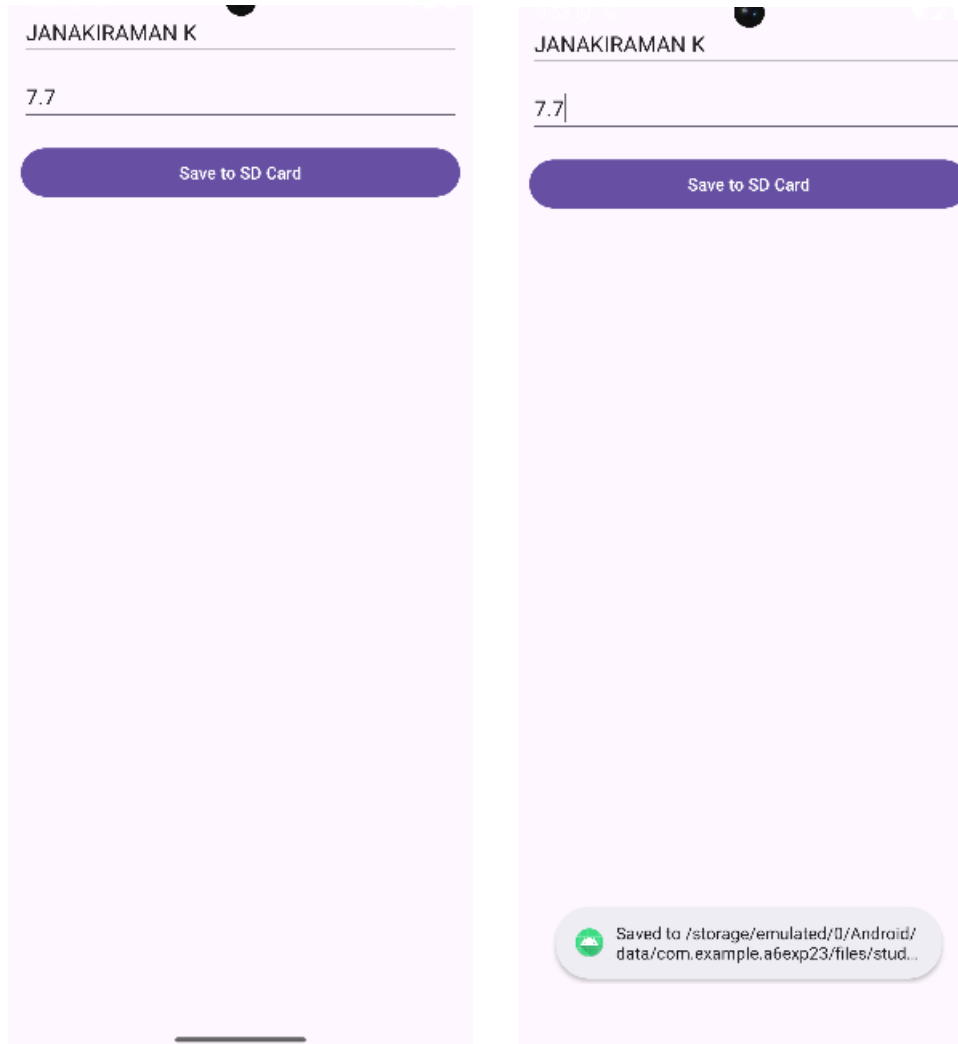 JANAKIRAMAN K
7.7
Save to SD Card
JANAKIRAMAN K
7.7
Save to SD Card
Saved to /storage/emulated/0/Android/
data/com.example.a6exp23/files/stud...